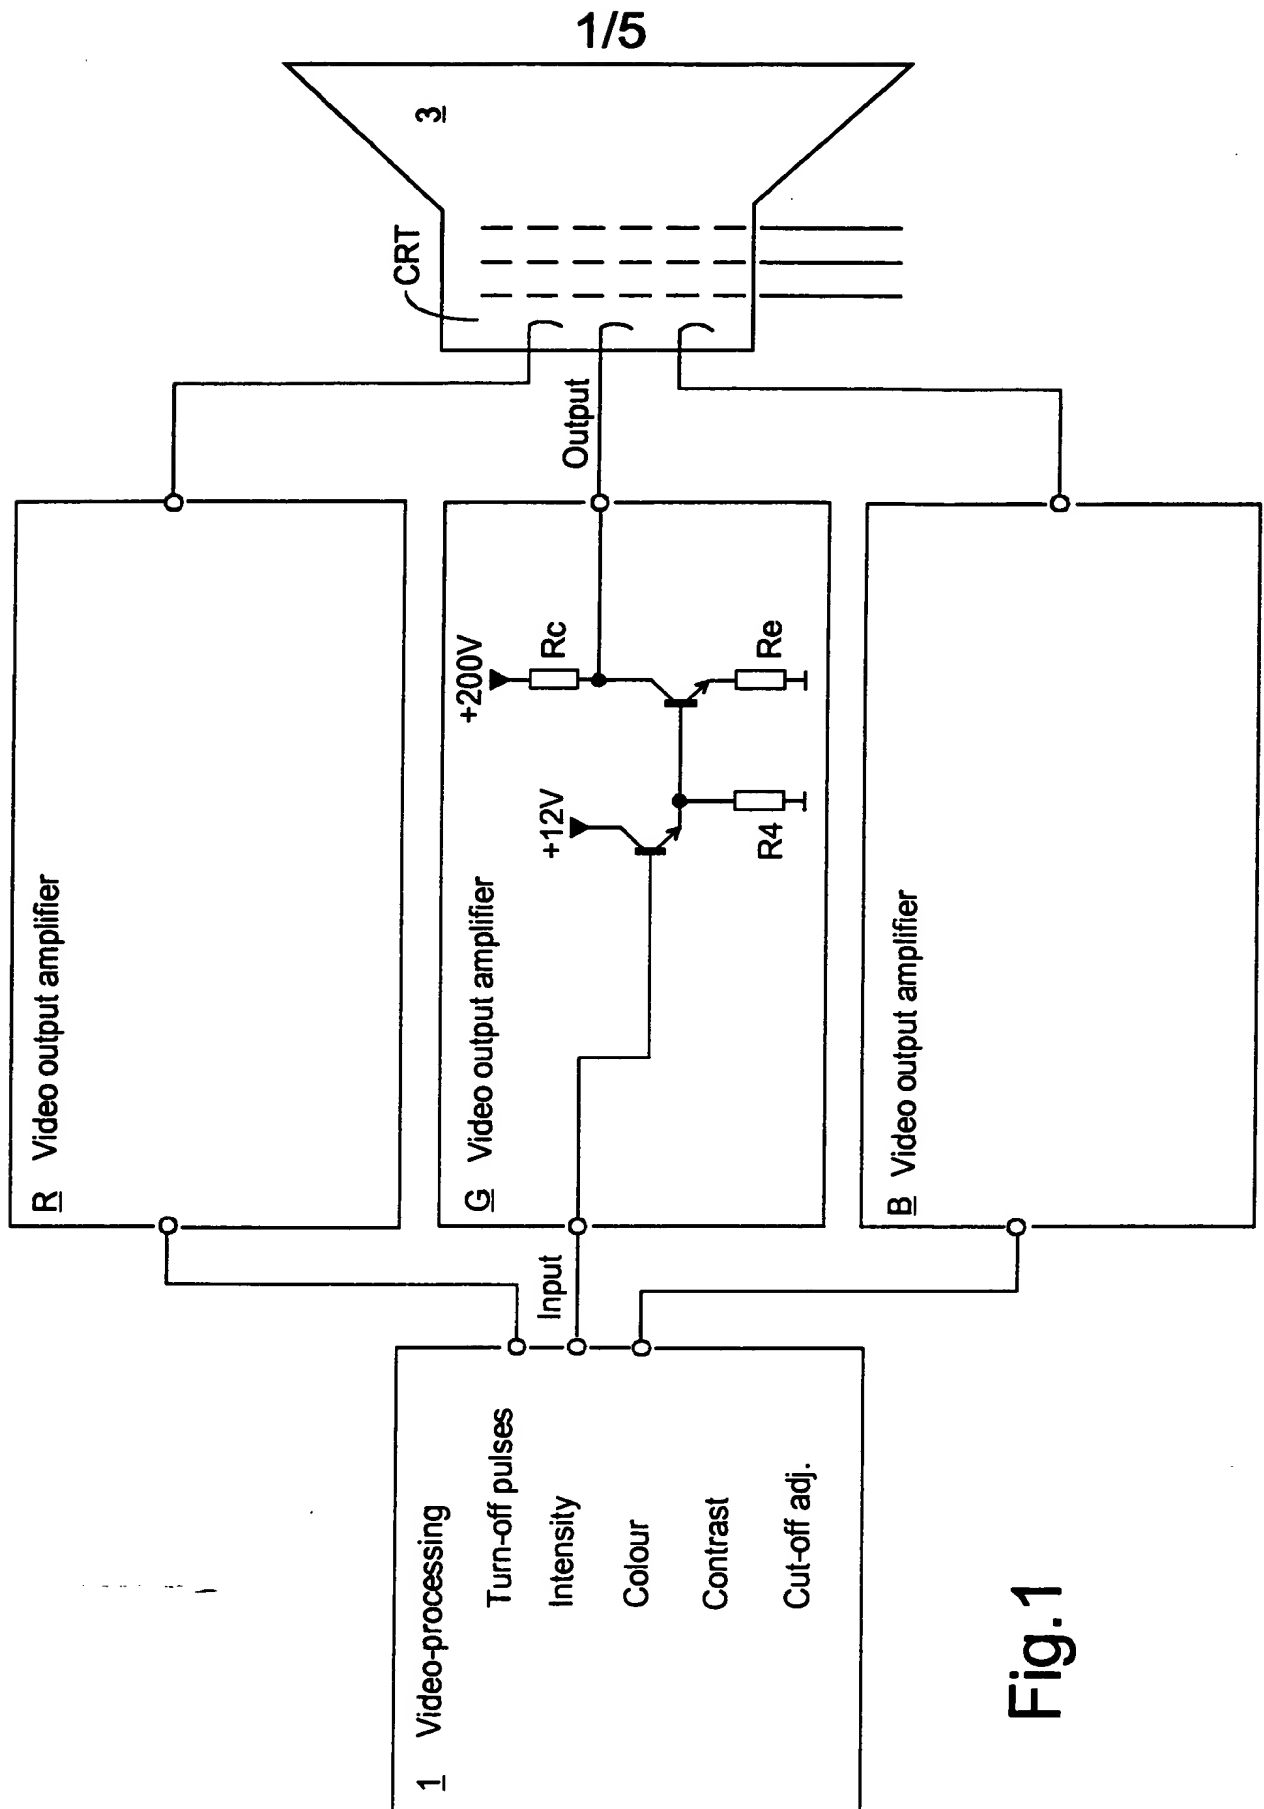 1/5
3
CRT
Output
R Video output amplifier
G Video output amplifier
+200V
Rc
Re
+12V
R4
B Video output amplifier
Input
1 Video-processing
Turn-off pulses
Intensity
Colour
Contrast
Cut-off adj.
Fig.1